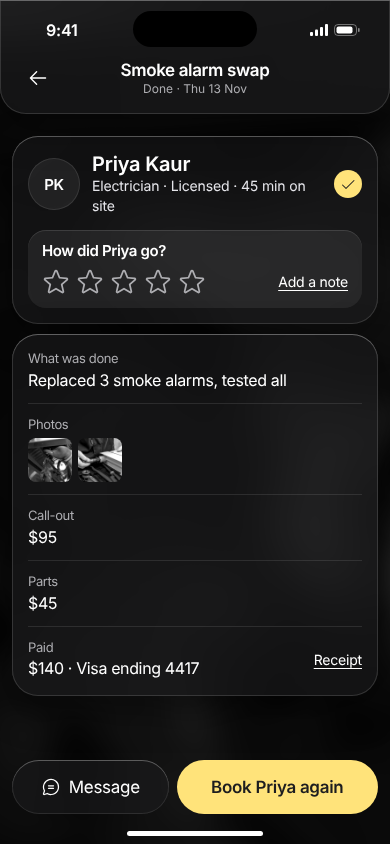 9:41
Smoke alarm swap
Done · Thu 13 Nov
PK
Priya Kaur
Electrician · Licensed · 45 min on
site
How did Priya go?
Add a note
What was done
Replaced 3 smoke alarms, tested all
Photos
Call-out
$95
Parts
$45
Paid
$140 · Visa ending 4417
Receipt
Message
Book Priya again